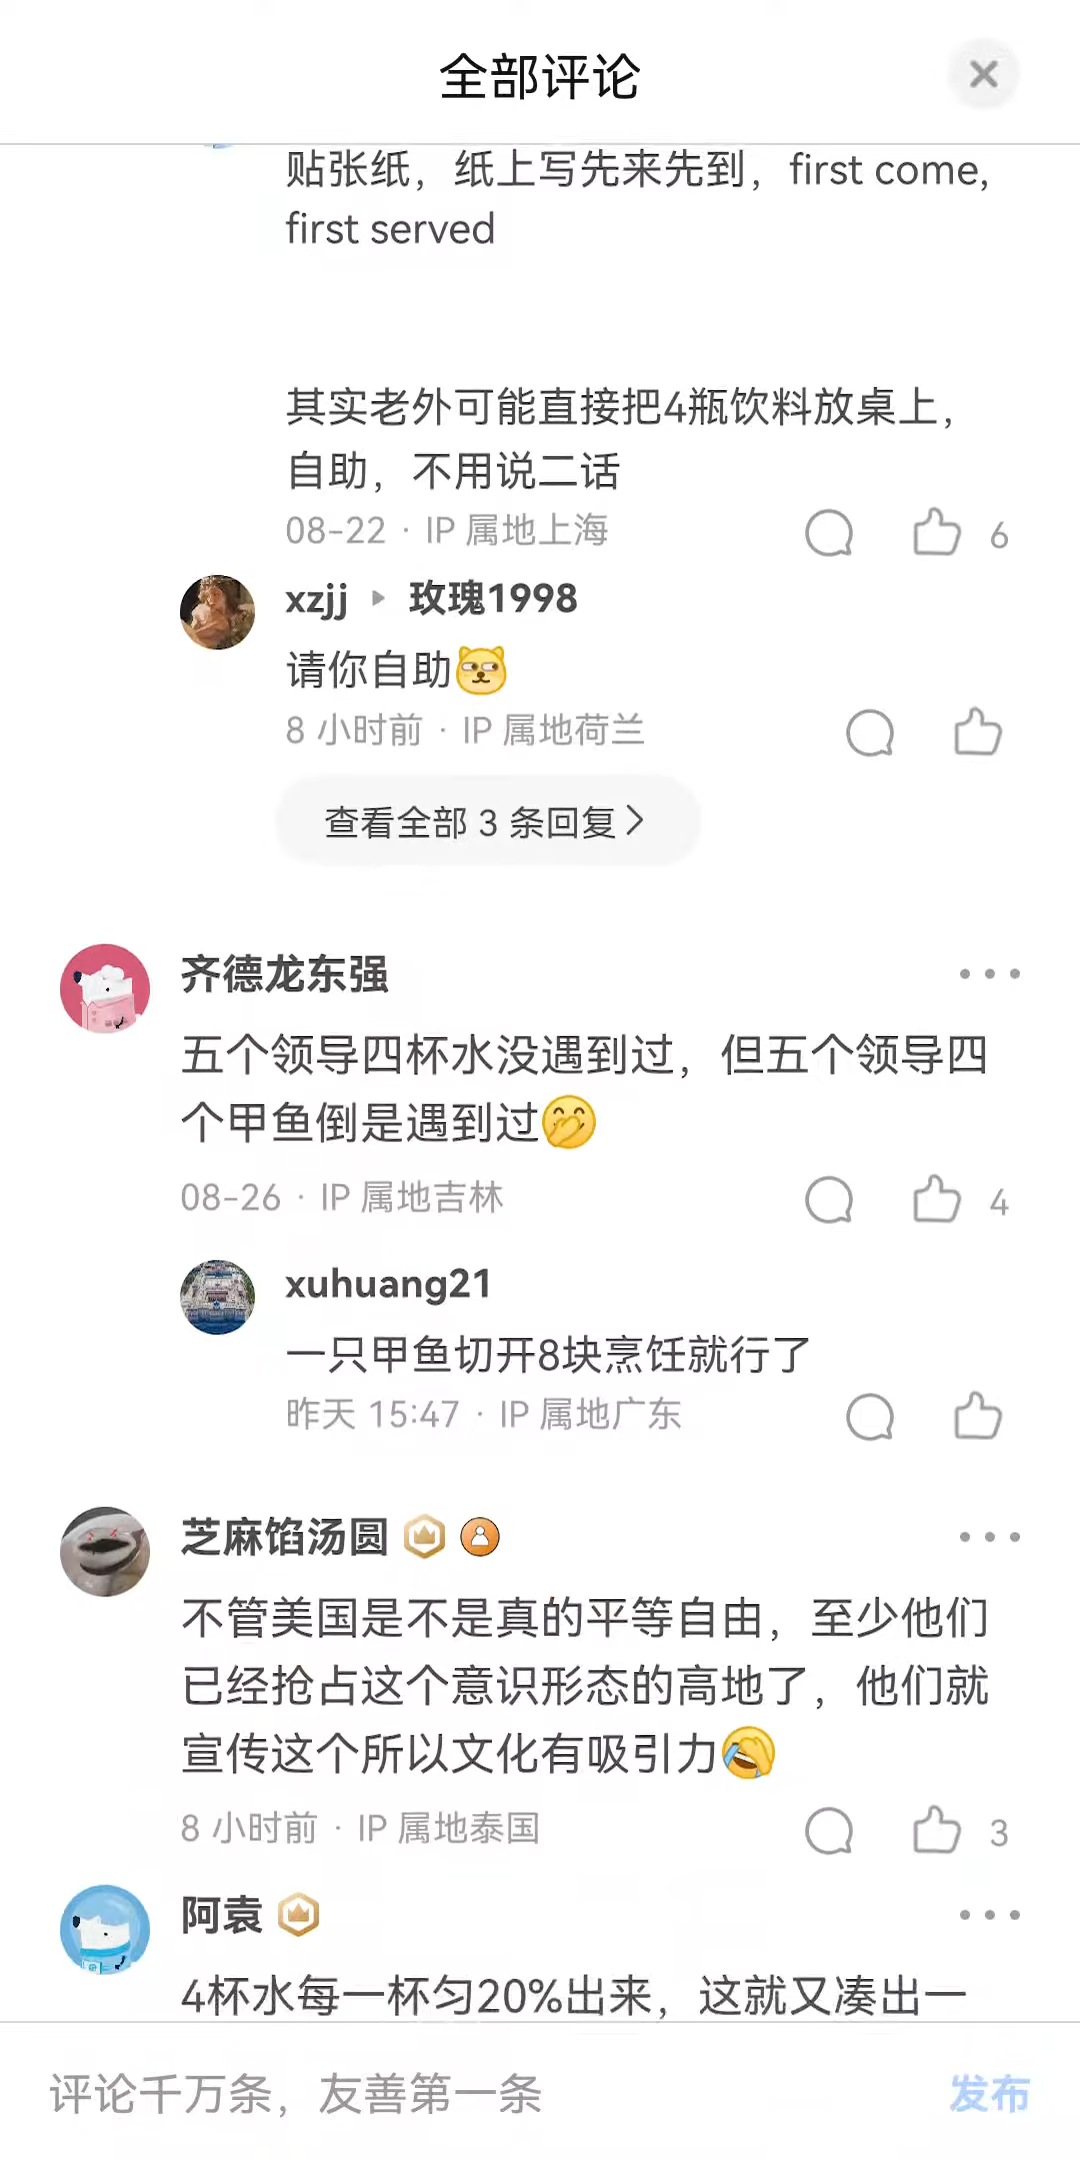 全部评论
贴张纸，纸上写先来先到，first come,
first served
其实老外可能直接把4瓶饮料放桌上，
自助，不用说二话
08-22 · IP 属地上海
6
xzjj ▸ 玫瑰1998
请你自助
8 小时前 · IP 属地荷兰
查看全部 3 条回复
齐德龙东强
五个领导四杯水没遇到过，但五个领导四
个甲鱼倒是遇到过
08-26 · IP 属地吉林
4
xuhuang21
一只甲鱼切开8块烹饪就行了
昨天 15:47 · IP 属地广东
芝麻馅汤圆
不管美国是不是真的平等自由，至少他们
已经抢占这个意识形态的高地了，他们就
宣传这个所以文化有吸引力
8 小时前 · IP 属地泰国
3
阿袁
4杯水每一杯匀20%出来，这就又凑出一
评论千万条，友善第一条
发布